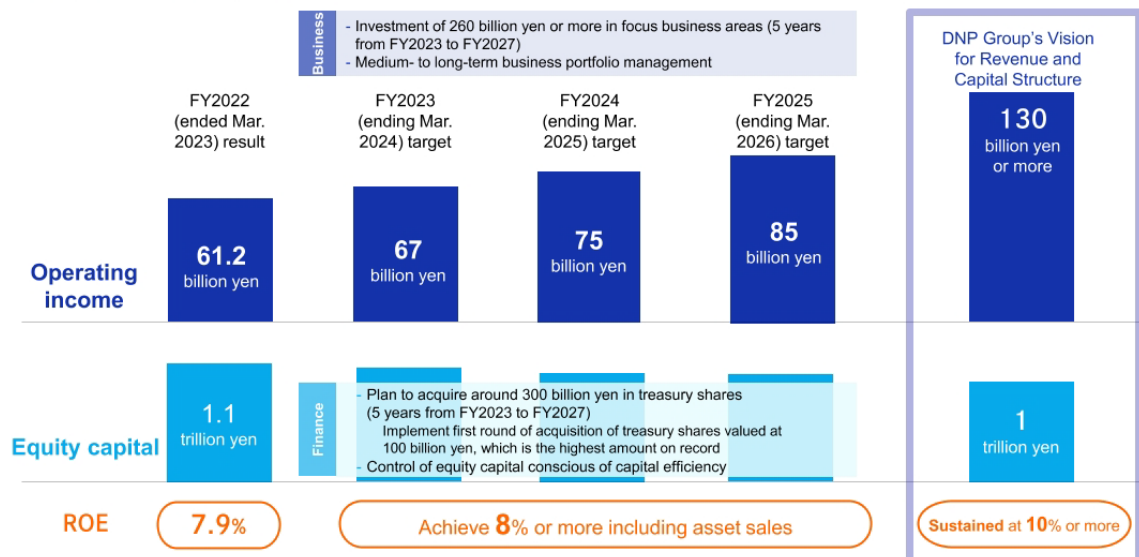 Business
- Investment of 260 billion yen or more in focus business areas (5 years
from FY2023 to FY2027)
- Medium- to long-term business portfolio management
DNP Group's Vision
for Revenue and
Capital Structure
FY2022
(ended Mar.
2023) result
FY2023
(ending Mar.
2024) target
FY2024
(ending Mar.
2025) target
FY2025
(ending Mar.
2026) target
Operating
income
61.2
billion yen
67
billion yen
75
billion yen
85
billion yen
130
billion yen
or more
Equity capital
1.1
trillion yen
Finance
- Plan to acquire around 300 billion yen in treasury shares
(5 years from FY2023 to FY2027)
Implement first round of acquisition of treasury shares valued at
100 billion yen, which is the highest amount on record
- Control of equity capital conscious of capital efficiency
1
trillion yen
ROE
7.9%
Achieve 8% or more including asset sales
Sustained at 10% or more